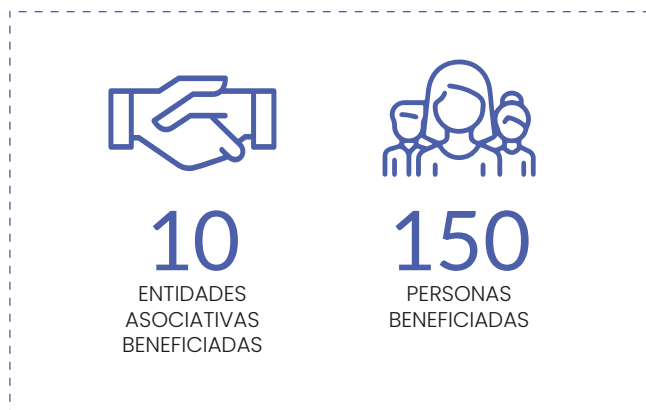 10
ENTIDADES
ASOCIATIVAS
BENEFICIADAS
150
PERSONAS
BENEFICIADAS